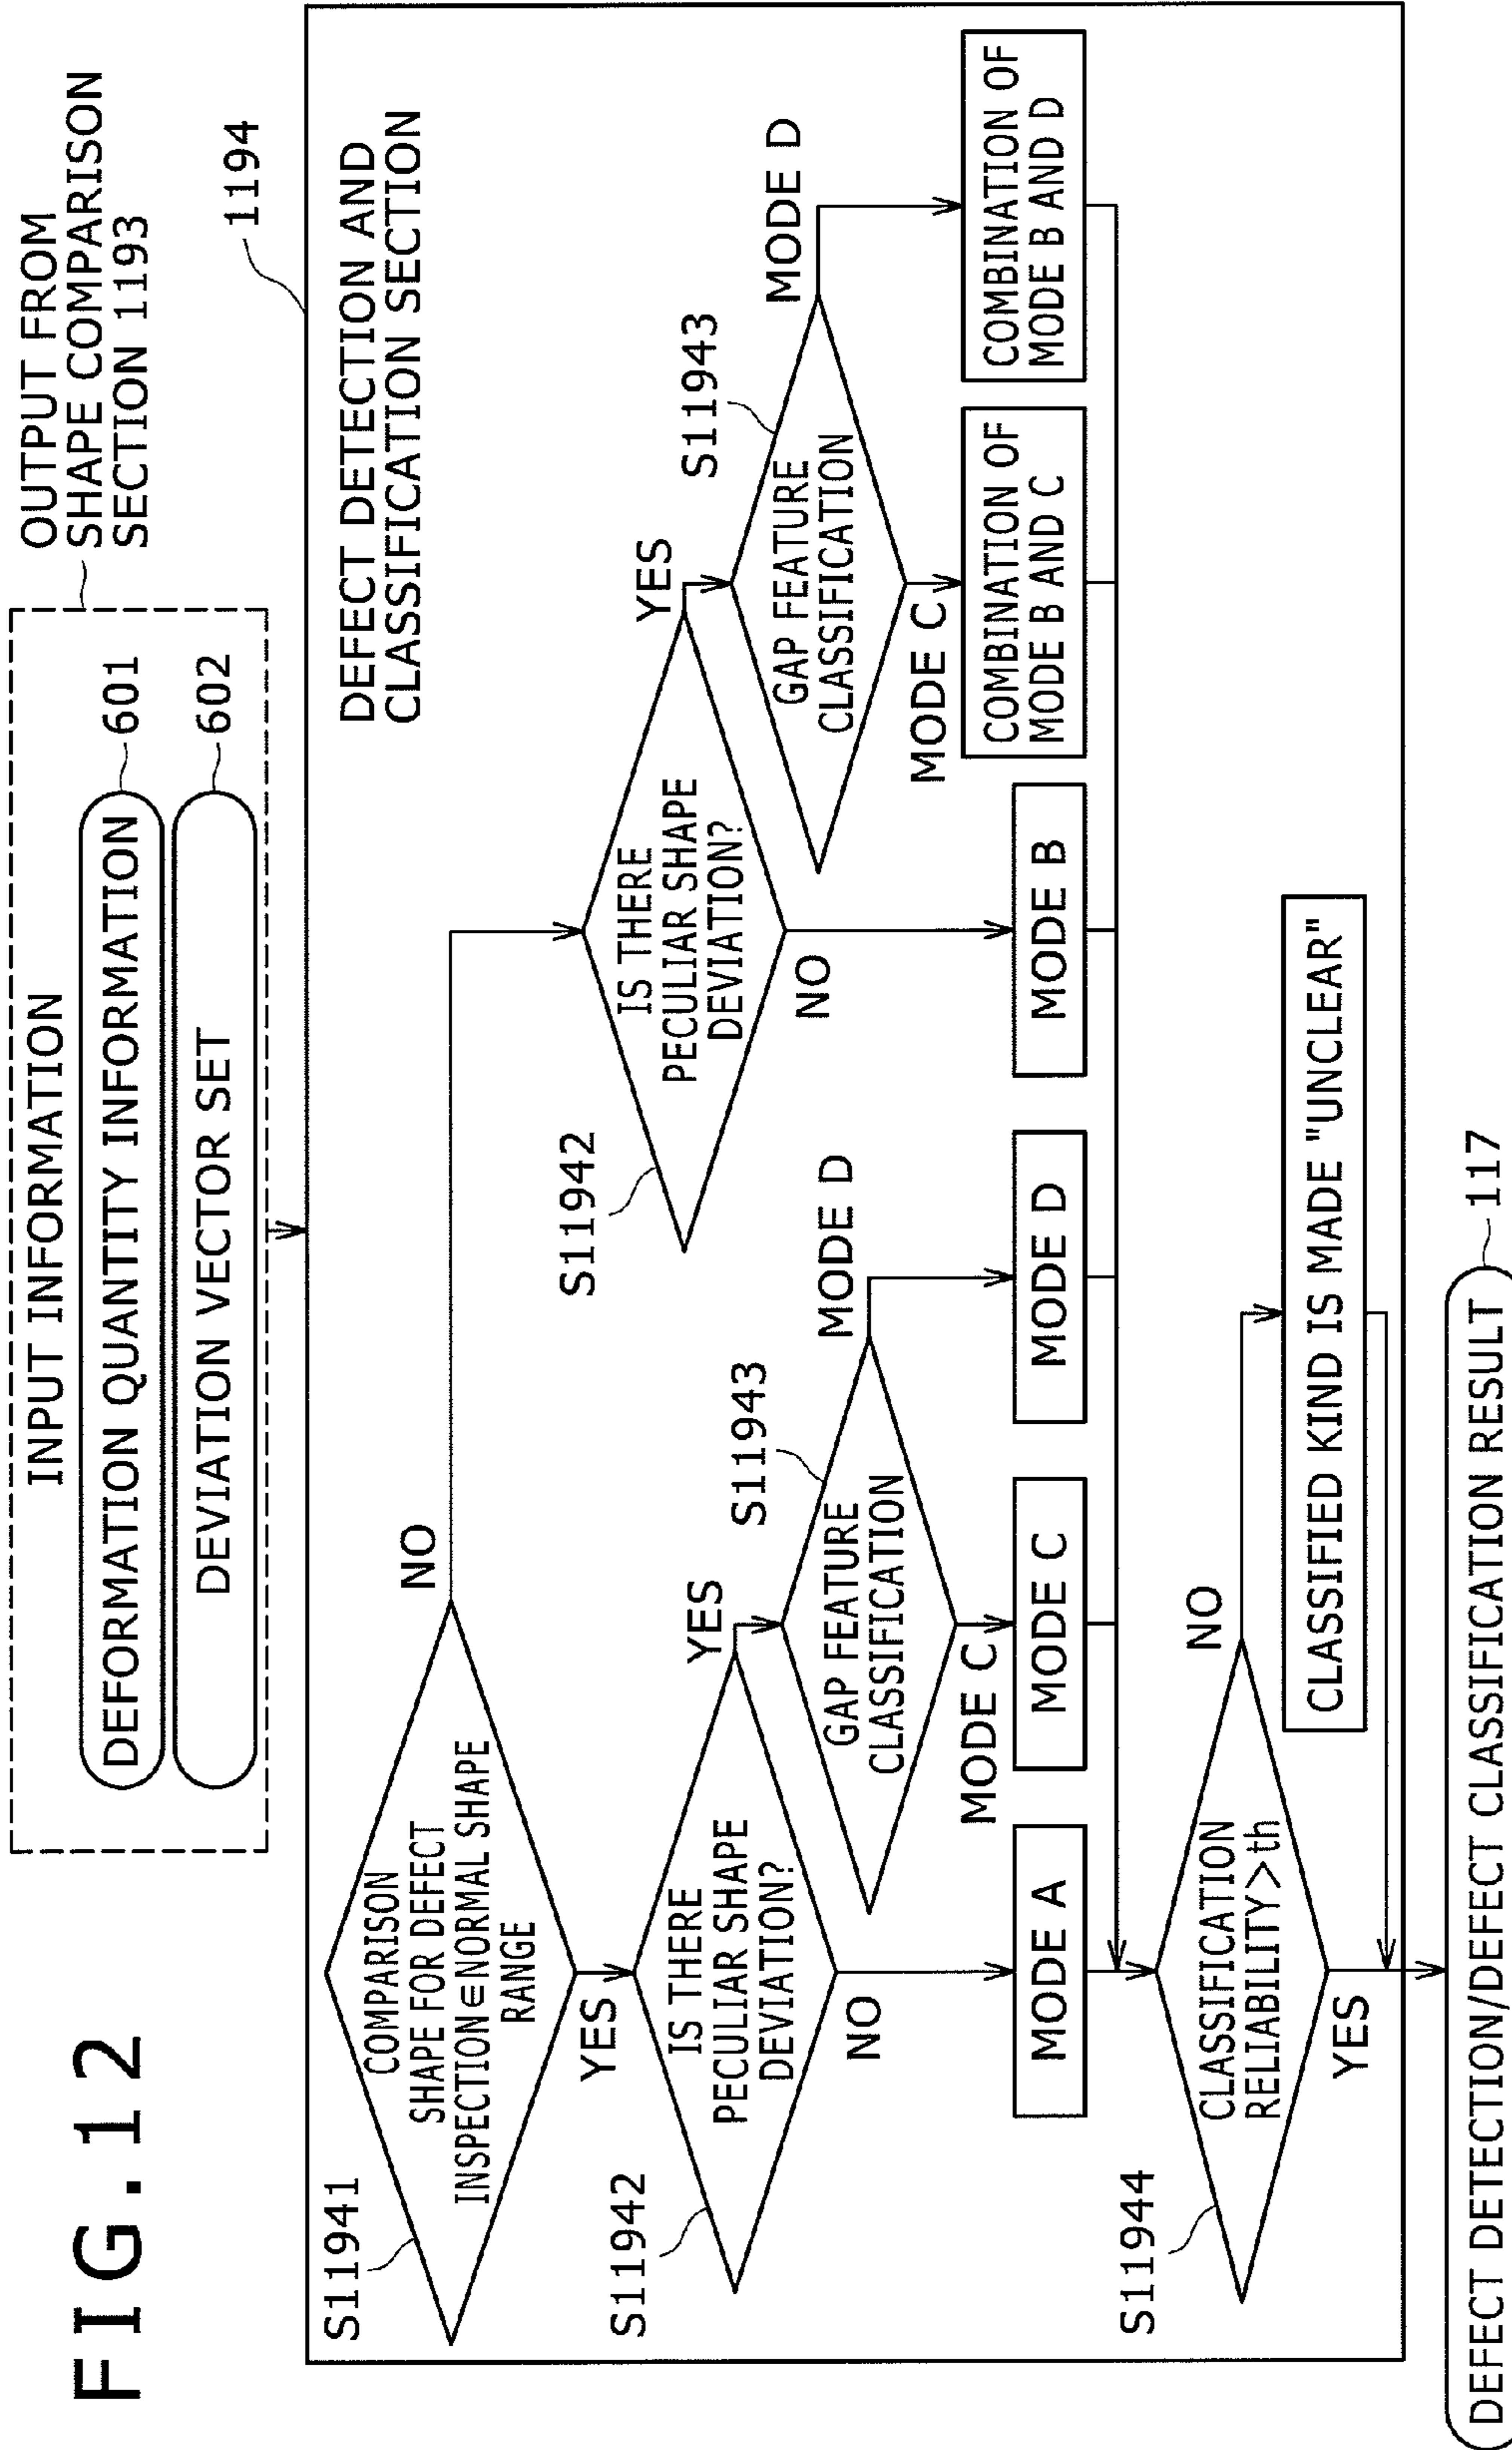 FIG.12
OUTPUT FROM
SHAPE COMPARISON
SECTION 1193
INPUT INFORMATION
DEFORMATION QUANTITY INFORMATION
601
DEVIATION VECTOR SET
602
1194
DEFECT DETECTION AND
CLASSIFICATION SECTION
S11941
COMPARISON
SHAPE FOR DEFECT
INSPECTION∈NORMAL SHAPE
RANGE
NO
YES
S11942
IS THERE
PECULIAR SHAPE
DEVIATION?
YES
NO
S11943
GAP FEATURE
CLASSIFICATION
MODE D
MODE C
S11942
IS THERE
PECULIAR SHAPE
DEVIATION?
YES
NO
S11943
GAP FEATURE
CLASSIFICATION
MODE D
MODE C
MODE A
MODE C
MODE D
MODE B
COMBINATION OF
MODE B AND C
COMBINATION OF
MODE B AND D
S11944
CLASSIFICATION
RELIABILITY>th
NO
YES
CLASSIFIED KIND IS MADE "UNCLEAR"
DEFECT DETECTION/DEFECT CLASSIFICATION RESULT
117